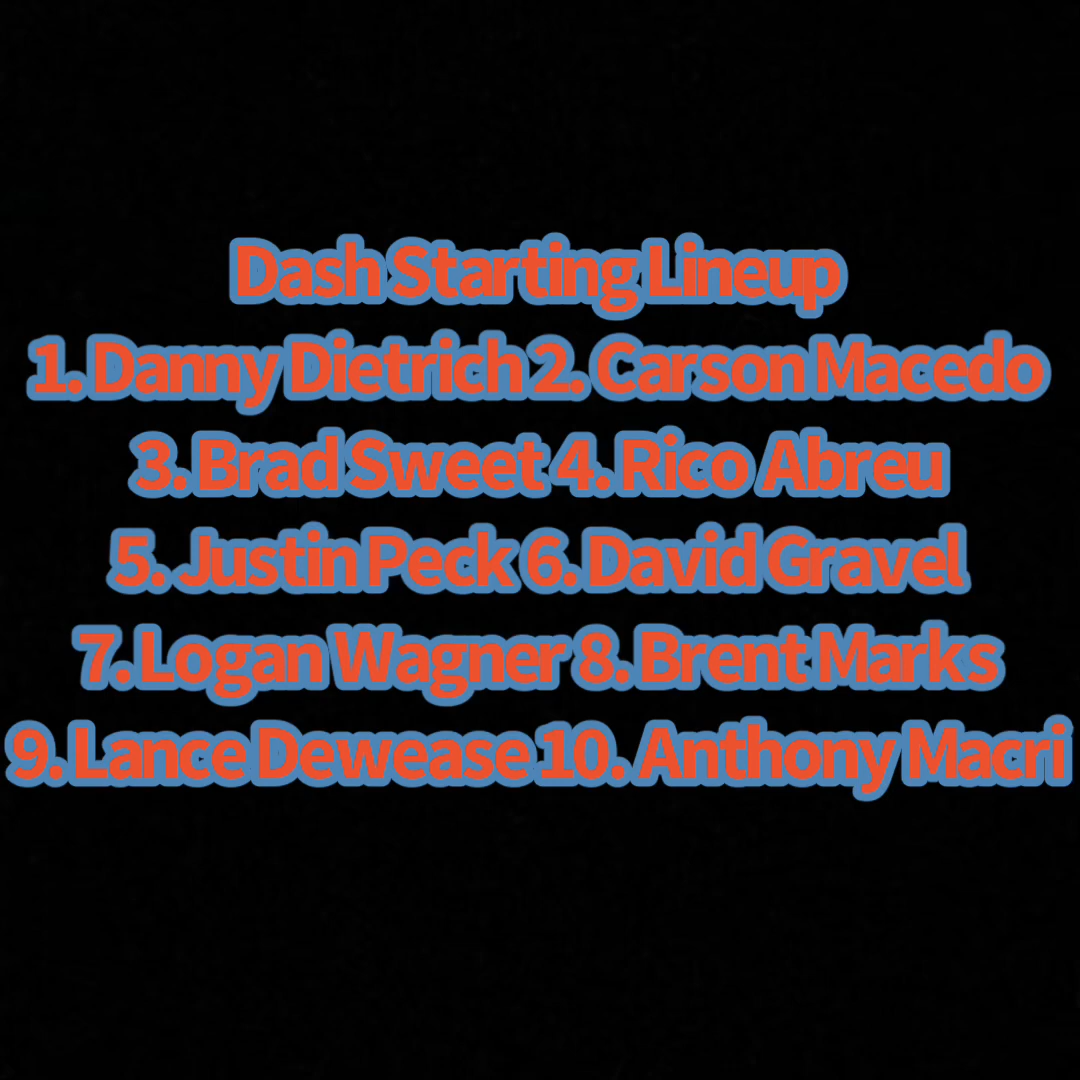 Dash Starting Lineup
1. Danny Dietrich 2. Carson Macedo
3. Brad Sweet 4. Rico Abreu
5. Justin Peck 6. David Gravel
7. Logan Wagner 8. Brent Marks
9. Lance Dewease 10. Anthony Macri